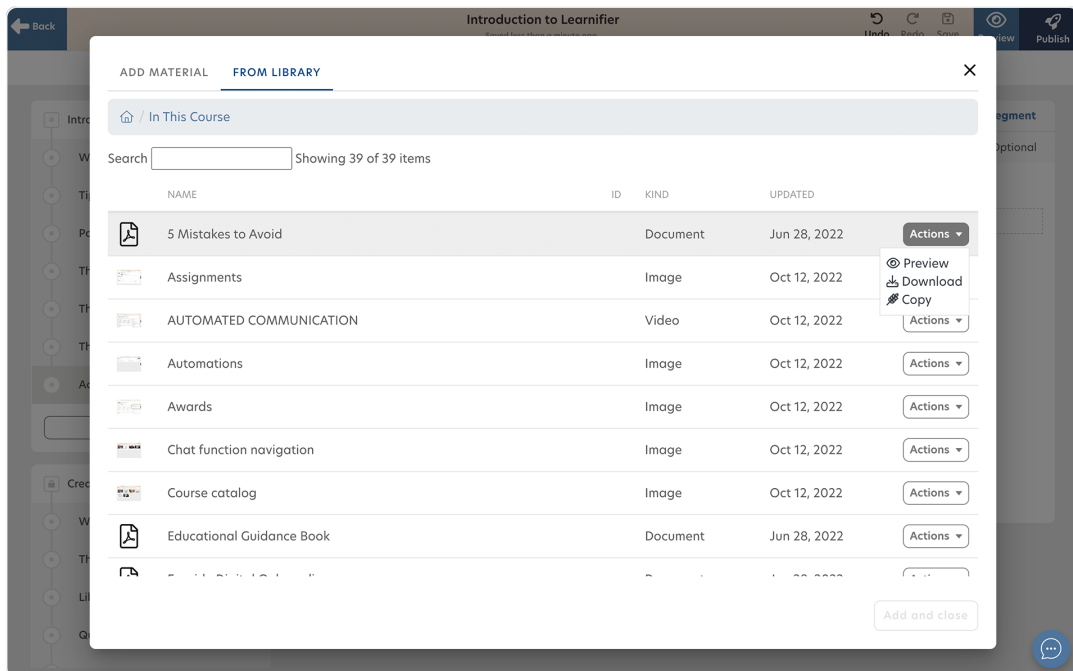 Back
Introduction to Learnifier
Undo
Publish
ADD MATERIAL FROM LIBRARY
/ In This Course
Search Showing 39 of 39 items
NAME ID KIND UPDATED
5 Mistakes to Avoid Document Jun 28, 2022 Actions
Preview
Download
Copy
Assignments Image Oct 12, 2022
AUTOMATED COMMUNICATION Video Oct 12, 2022 Actions
Automations Image Oct 12, 2022 Actions
Awards Image Oct 12, 2022 Actions
Chat function navigation Image Oct 12, 2022 Actions
Course catalog Image Oct 12, 2022 Actions
Educational Guidance Book Document Jun 28, 2022 Actions
Add and close